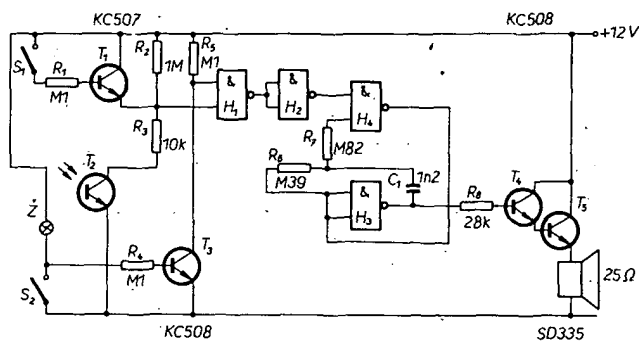 KC507
KC508
+12V
S₁
R₁
M1
T₁
R₂
1M
R₅
M1
&
H₁
&
H₂
&
H₄
R₃
10k
R₇
M82
T₂
R₆
M39
C₁
1n2
&
H₃
R₈
28k
T₄
T₅
Ż
R₄
M1
T₃
S₂
25Ω
KC508
SD335